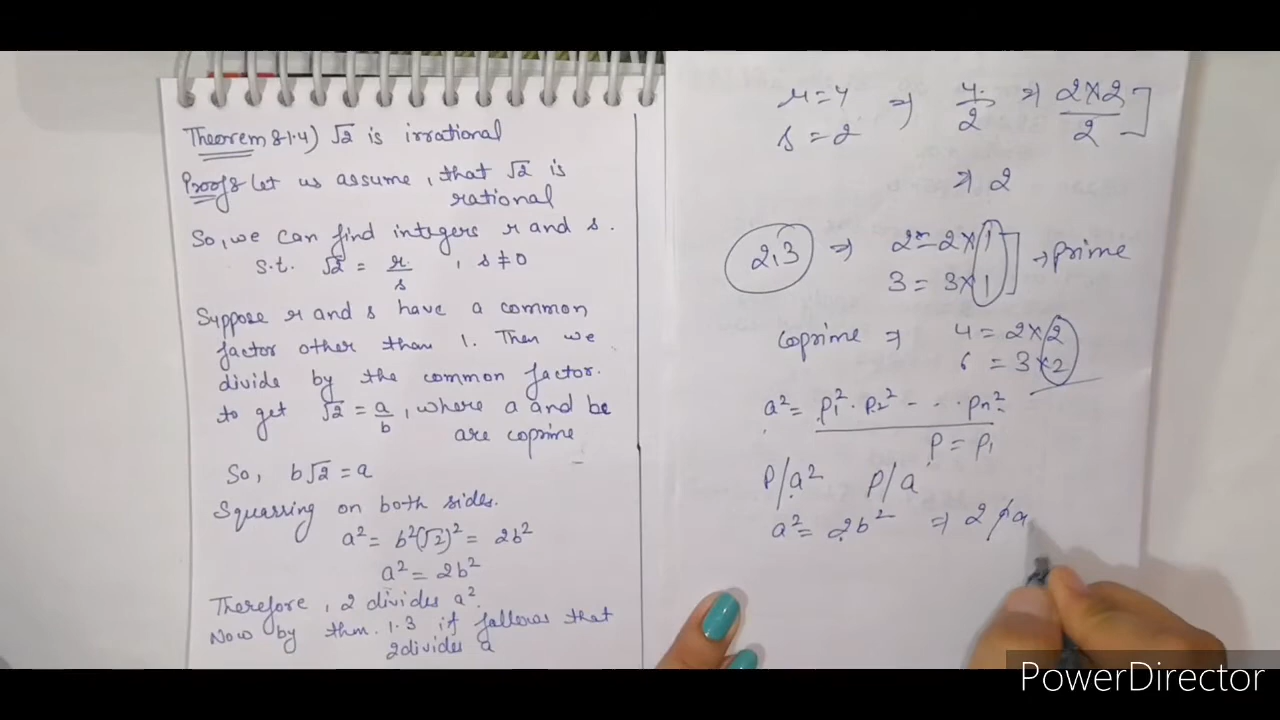 Theorem 1.4) √2 is irrational
Proof: Let us assume, that √2 is
rational
So, we can find integers r and s.
s.t. √2 = r/s , s≠0
Suppose r and s have a common
factor other than 1. Then we
divide by the common factor.
to get √2 = a/b, where a and be
are coprime
So, b√2 = a
Squarring on both sides.
a² = b²(√2)² = 2b²
a² = 2b²
Therefore, 2 divides a².
Now by thm. 1.3 it follows that
2 divides a
r = 4 ⇒ 4/2 ⇒ 2×2/2 ]
s = 2
⇒ 2
2,3 ⇒ 2 = 2×1 ] → prime
3 = 3×1
coprime ⇒ 4 = 2×2
6 = 3×2
a² = p₁² · p₂² - - · pn²
p = p₁
P/a² P/a
a² = 2b² ⇒ 2/a
PowerDirector